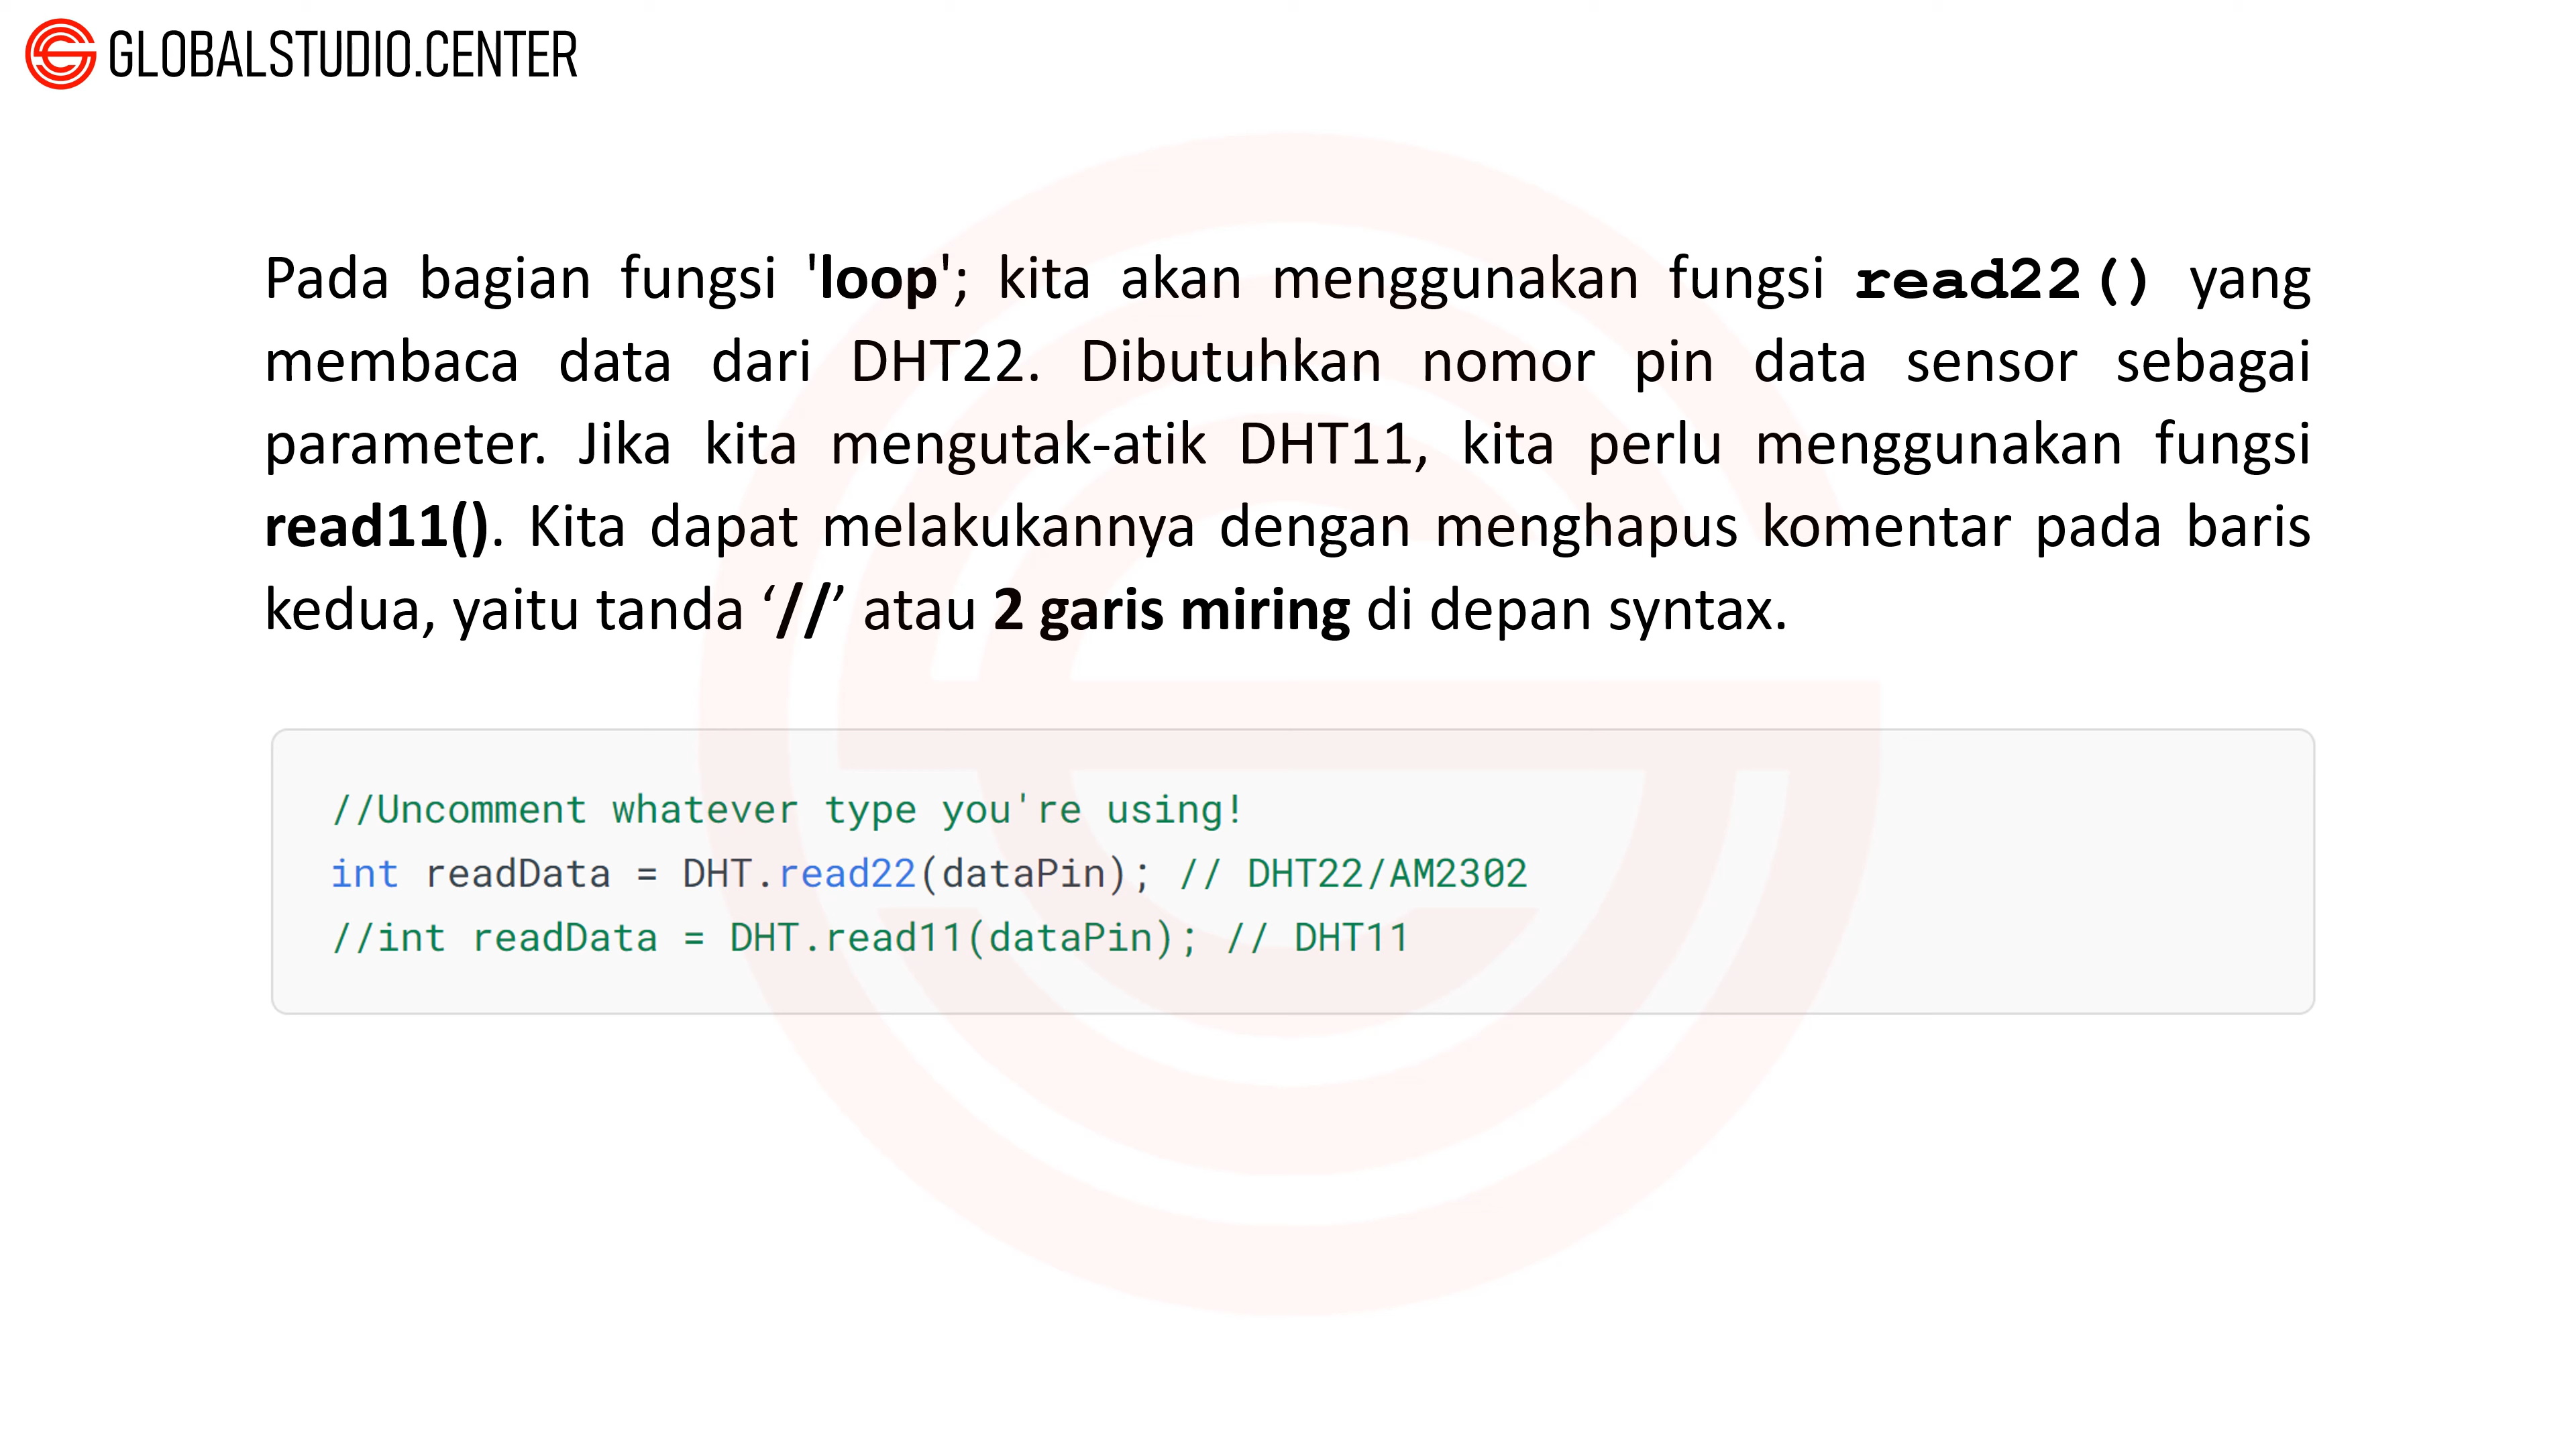 GLOBALSTUDIO.CENTER
Pada bagian fungsi 'loop'; kita akan menggunakan fungsi read22() yang
membaca data dari DHT22. Dibutuhkan nomor pin data sensor sebagai
parameter. Jika kita mengutak-atik DHT11, kita perlu menggunakan fungsi
read11(). Kita dapat melakukannya dengan menghapus komentar pada baris
kedua, yaitu tanda ‘//’ atau 2 garis miring di depan syntax.
//Uncomment whatever type you're using!
int readData = DHT.read22(dataPin); // DHT22/AM2302
//int readData = DHT.read11(dataPin); // DHT11